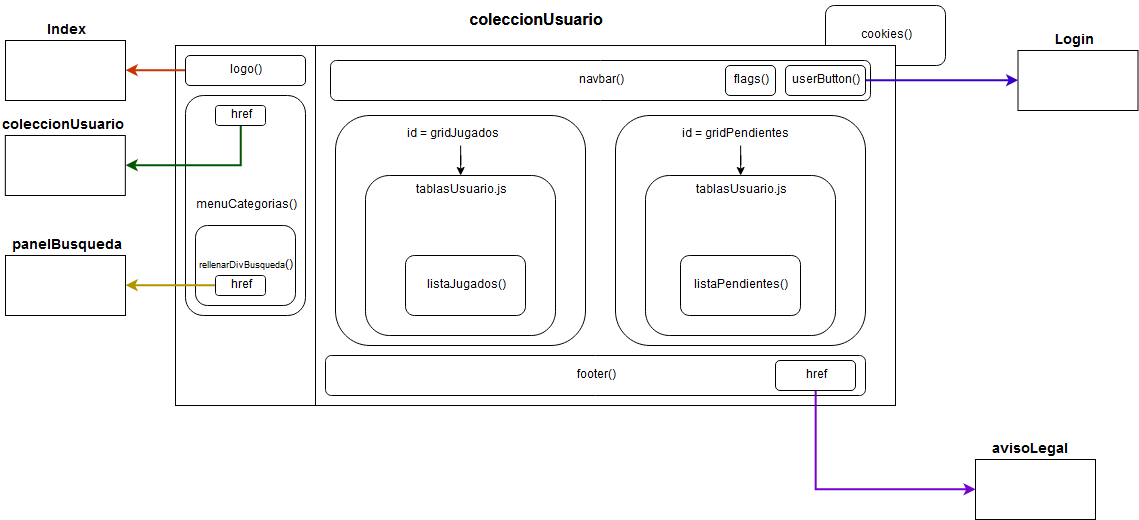 coleccionUsuario
cookies()
Index
Login
logo()
navbar()
flags()
userButton()
href
coleccionUsuario
id = gridJugados
id = gridPendientes
tablasUsuario.js
tablasUsuario.js
menuCategorias()
panelBusqueda
rellenarDivBusqueda()
href
listaJugados()
listaPendientes()
footer()
href
avisoLegal